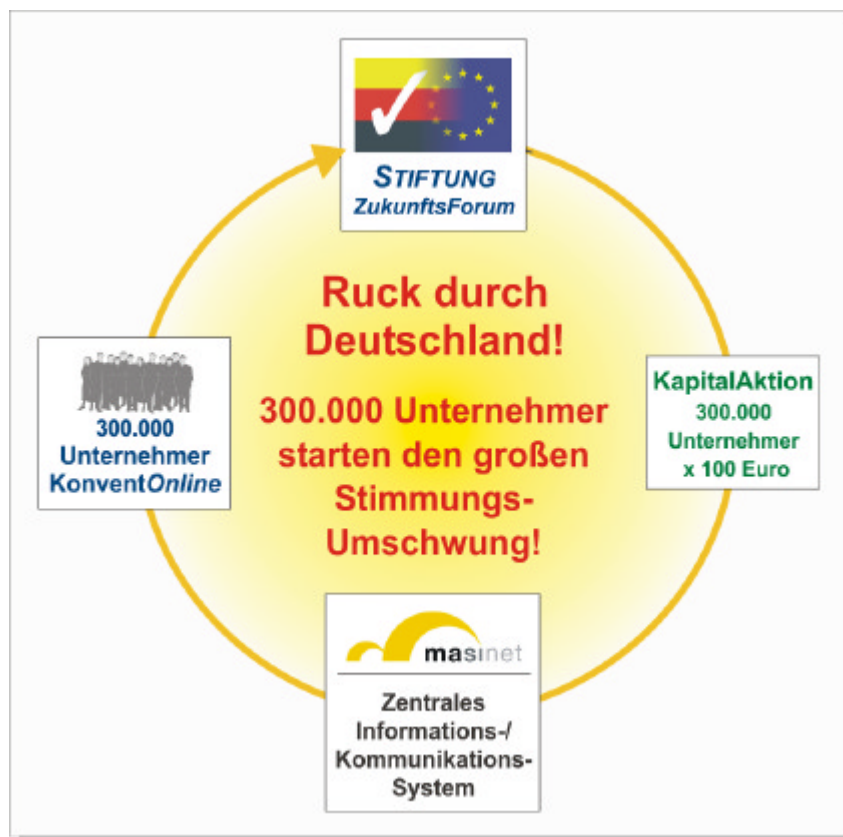 STIFTUNG
ZukunftsForum
Ruck durch
Deutschland!
300.000 Unternehmer
starten den großen
Stimmungs-
Umschwung!
KapitalAktion
300.000
Unternehmer
x 100 Euro
masinet
Zentrales
Informations-/
Kommunikations-
System
300.000
Unternehmer
KonventOnline